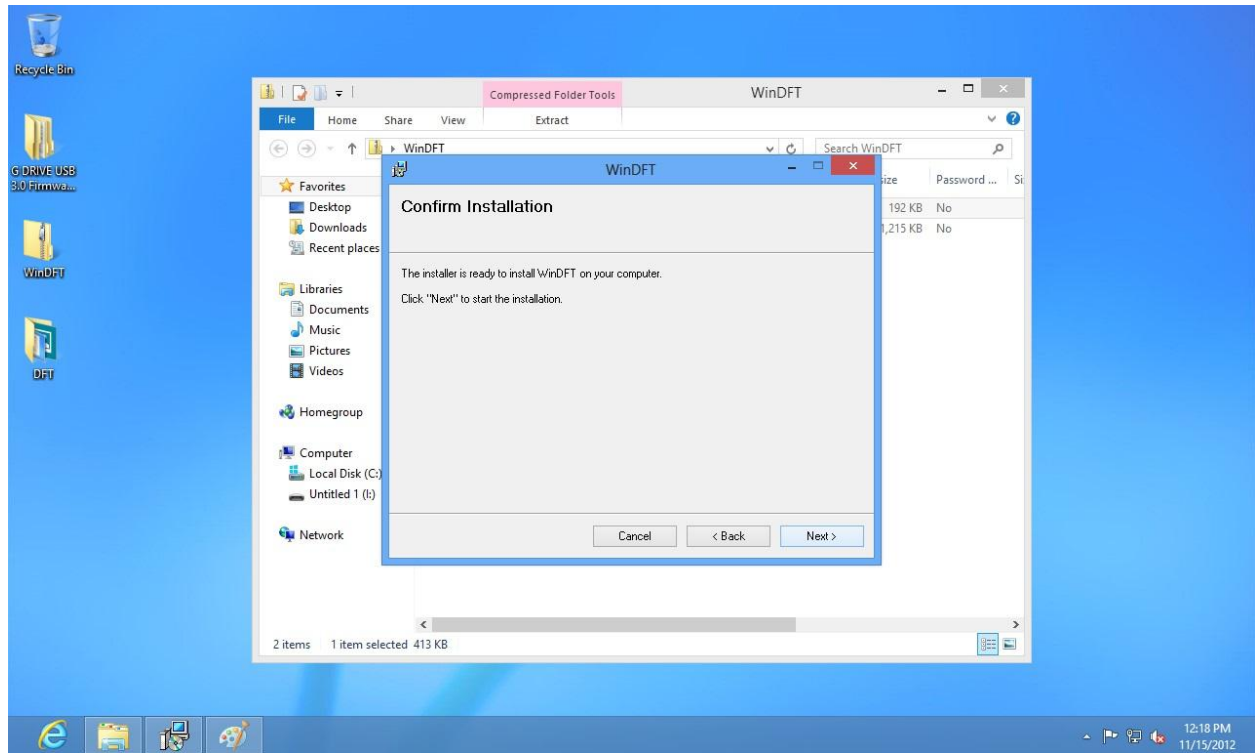 Recycle Bin
G DRIVE USB
3.0 Firmwa...
WinDFT
DFT
Compressed Folder Tools
WinDFT
File Home Share View Extract
WinDFT
Search WinDFT
Favorites
Desktop
Downloads
Recent places
Libraries
Documents
Music
Pictures
Videos
Homegroup
Computer
Local Disk (C:)
Untitled 1 (I:)
Network
size Password ... Si
192 KB No
1,215 KB No
WinDFT
Confirm Installation
The installer is ready to install WinDFT on your computer.
Click "Next" to start the installation.
Cancel < Back Next >
2 items 1 item selected 413 KB
12:18 PM
11/15/2012